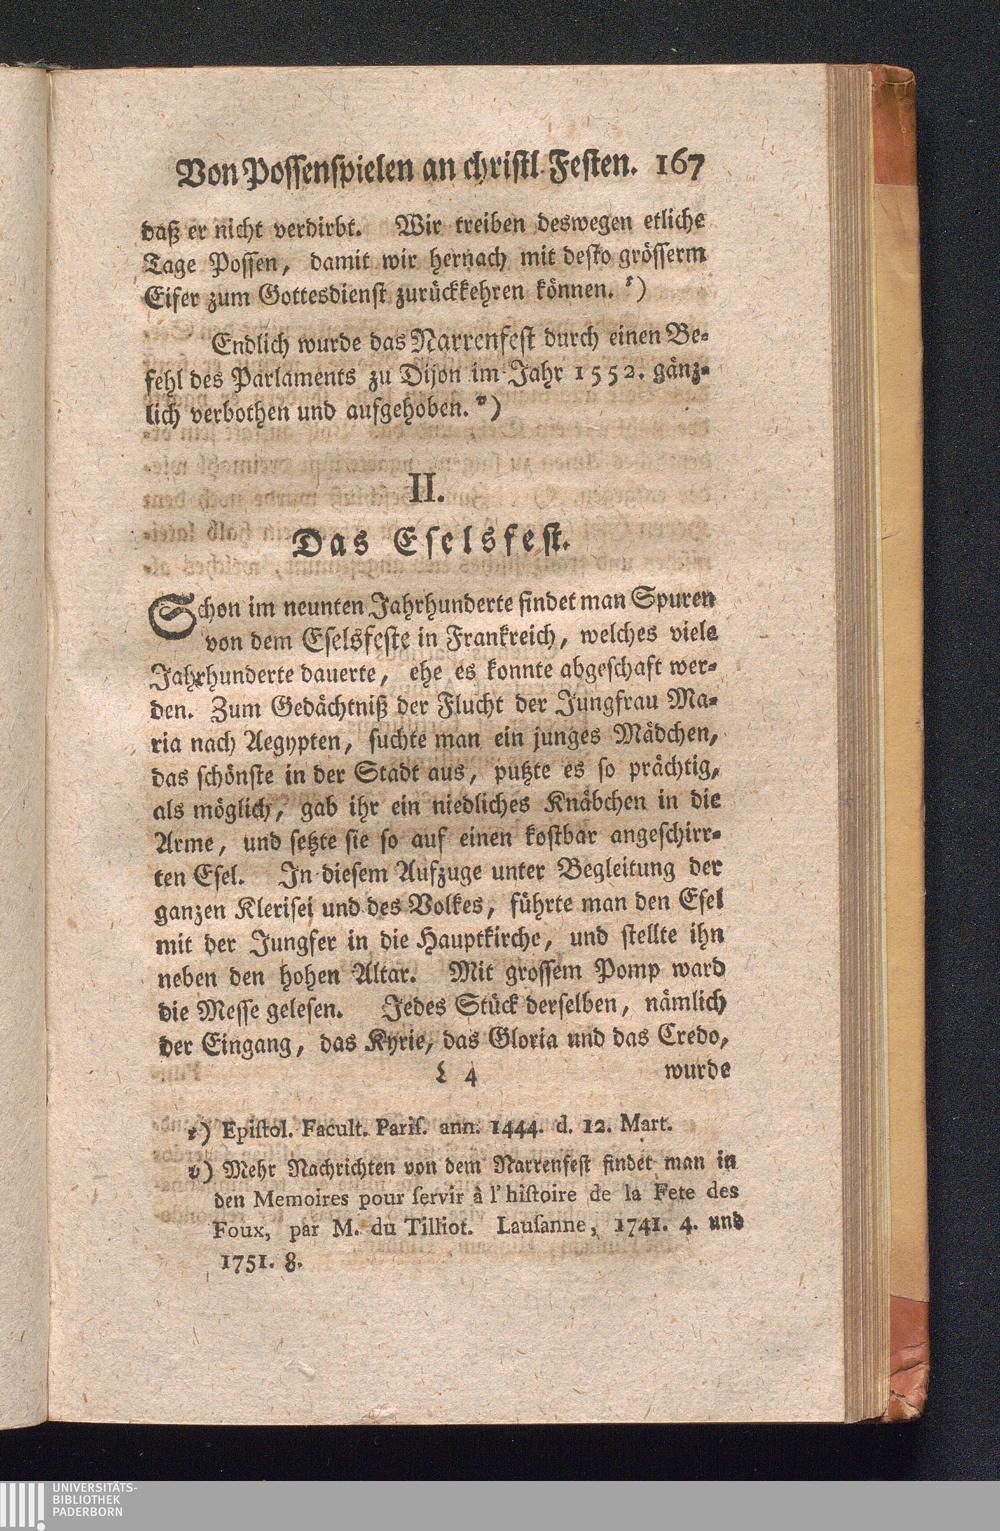 Von Possenspielen an christl. Festen. 167
daß er nicht verdirbt. Wir treiben deswegen etliche
Tage Possen, damit wir hernach mit desto grösserm
Eifer zum Gottesdienst zurückkehren können. ᵗ)
Endlich wurde das Narrenfest durch einen Be-
fehl des Parlaments zu Dijon im Jahr 1552. gänz-
lich verbothen und aufgehoben. ᵛ)
II.
Das Eselsfest.
Schon im neunten Jahrhunderte findet man Spuren
von dem Eselsfeste in Frankreich, welches viele
Jahrhunderte dauerte, ehe es konnte abgeschaft wer-
den. Zum Gedächtniß der Flucht der Jungfrau Ma-
ria nach Aegypten, suchte man ein junges Mädchen,
das schönste in der Stadt aus, putzte es so prächtig,
als möglich, gab ihr ein niedliches Knäbchen in die
Arme, und setzte sie so auf einen kostbar angeschirr-
ten Esel. In diesem Aufzuge unter Begleitung der
ganzen Klerisei und des Volkes, führte man den Esel
mit der Jungfer in die Hauptkirche, und stellte ihn
neben den hohen Altar. Mit grossem Pomp ward
die Messe gelesen. Jedes Stück derselben, nämlich
der Eingang, das Kyrie, das Gloria und das Credo,
L 4 wurde
t) Epistol. Facult. Paris. ann. 1444. d. 12. Mart.
v) Mehr Nachrichten von dem Narrenfest findet man in
den Memoires pour servir à l'histoire de la Fete des
Foux, par M. du Tilliot. Lausanne, 1741. 4. und
1751. 8.
UNIVERSITÄTS-
BIBLIOTHEK
PADERBORN